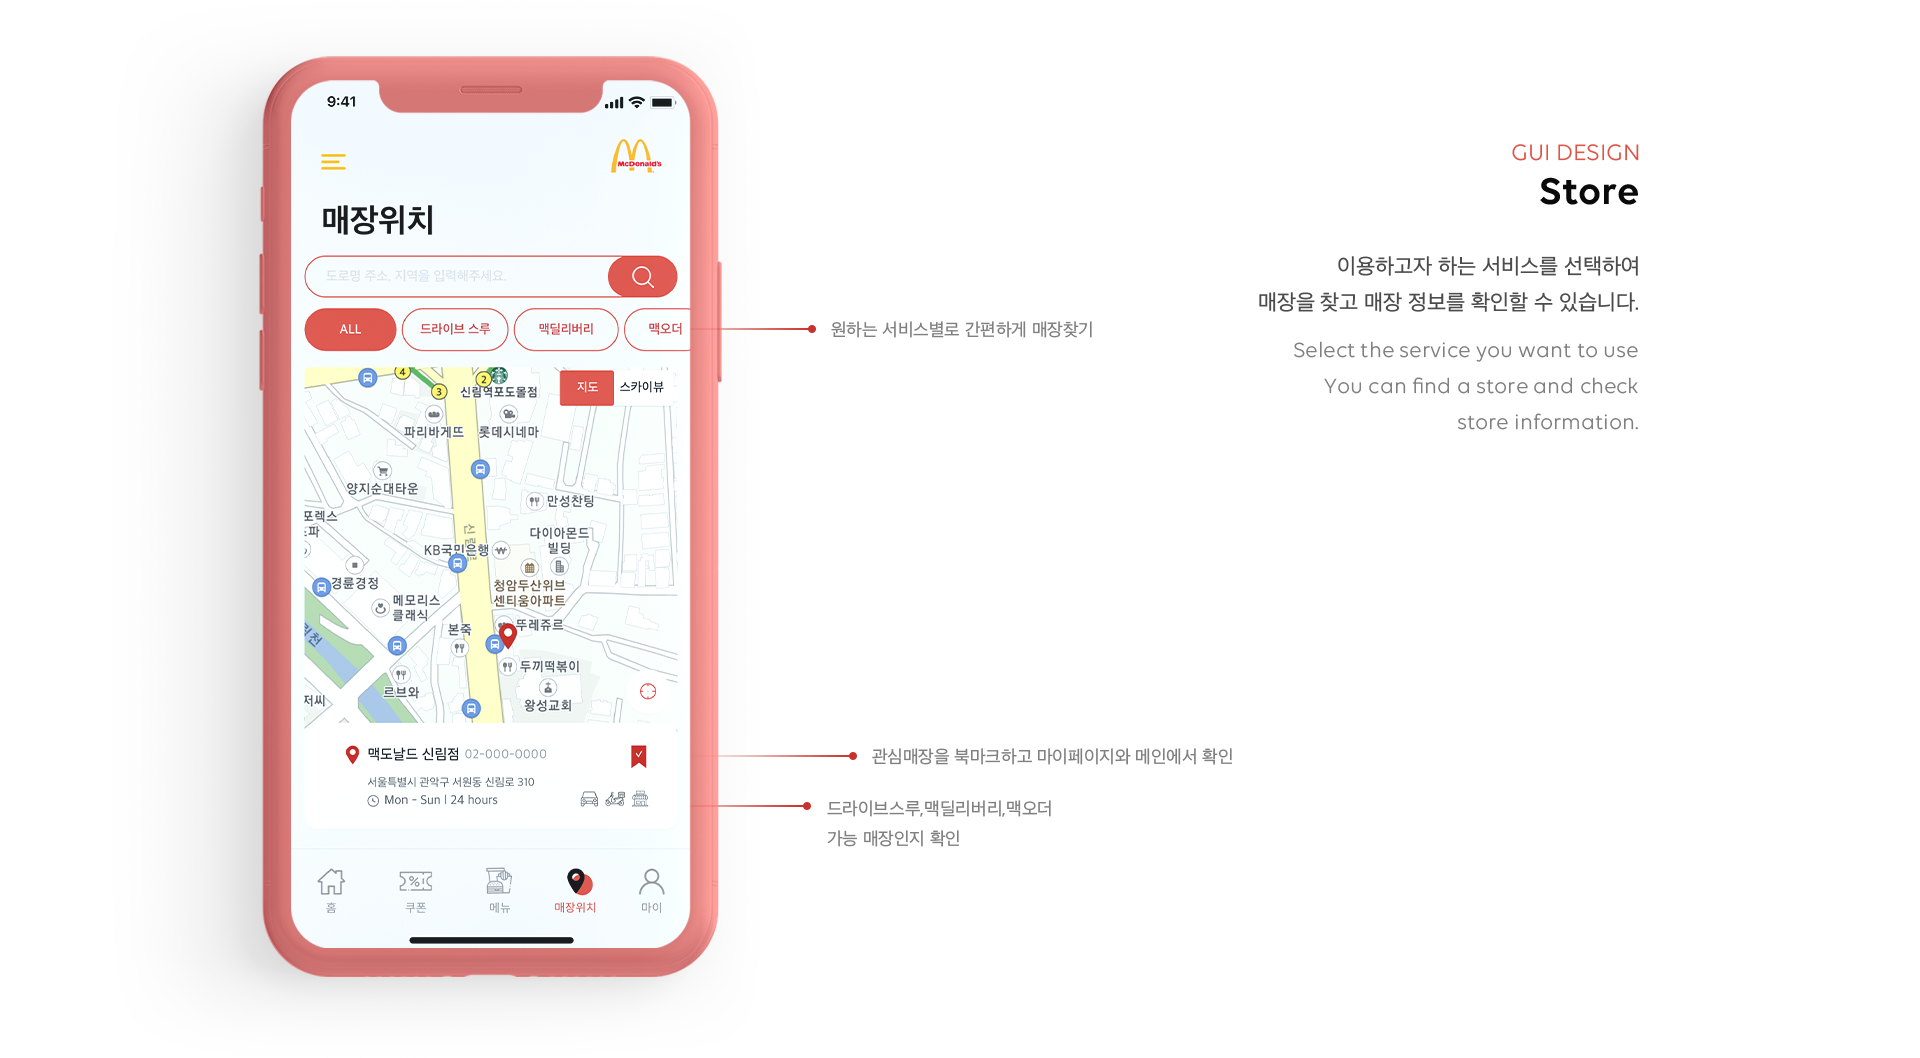 9:41
McDonald's
매장위치
도로명 주소, 지역을 입력해주세요.
ALL
드라이브 스루
맥딜리버리
맥오더
4
3
2
신림역포도몰점
지도
스카이뷰
파리바게뜨
롯데시네마
양지순대타운
만성찬팅
포렉스
다이아몬드
빌딩
KB국민은행
경륜경정
청암두산위브
센티움아파트
메모리스
클래식
본죽
뚜레쥬르
두끼떡볶이
르브와
저씨
왕성교회
맥도날드 신림점 02-000-0000
서울특별시 관악구 서원동 신림로 310
Mon - Sun | 24 hours
홈
쿠폰
메뉴
매장위치
마이
원하는 서비스별로 간편하게 매장찾기
관심매장을 북마크하고 마이페이지와 메인에서 확인
드라이브스루,맥딜리버리,맥오더
가능 매장인지 확인
GUI DESIGN
Store
이용하고자 하는 서비스를 선택하여
매장을 찾고 매장 정보를 확인할 수 있습니다.
Select the service you want to use
You can find a store and check
store information.